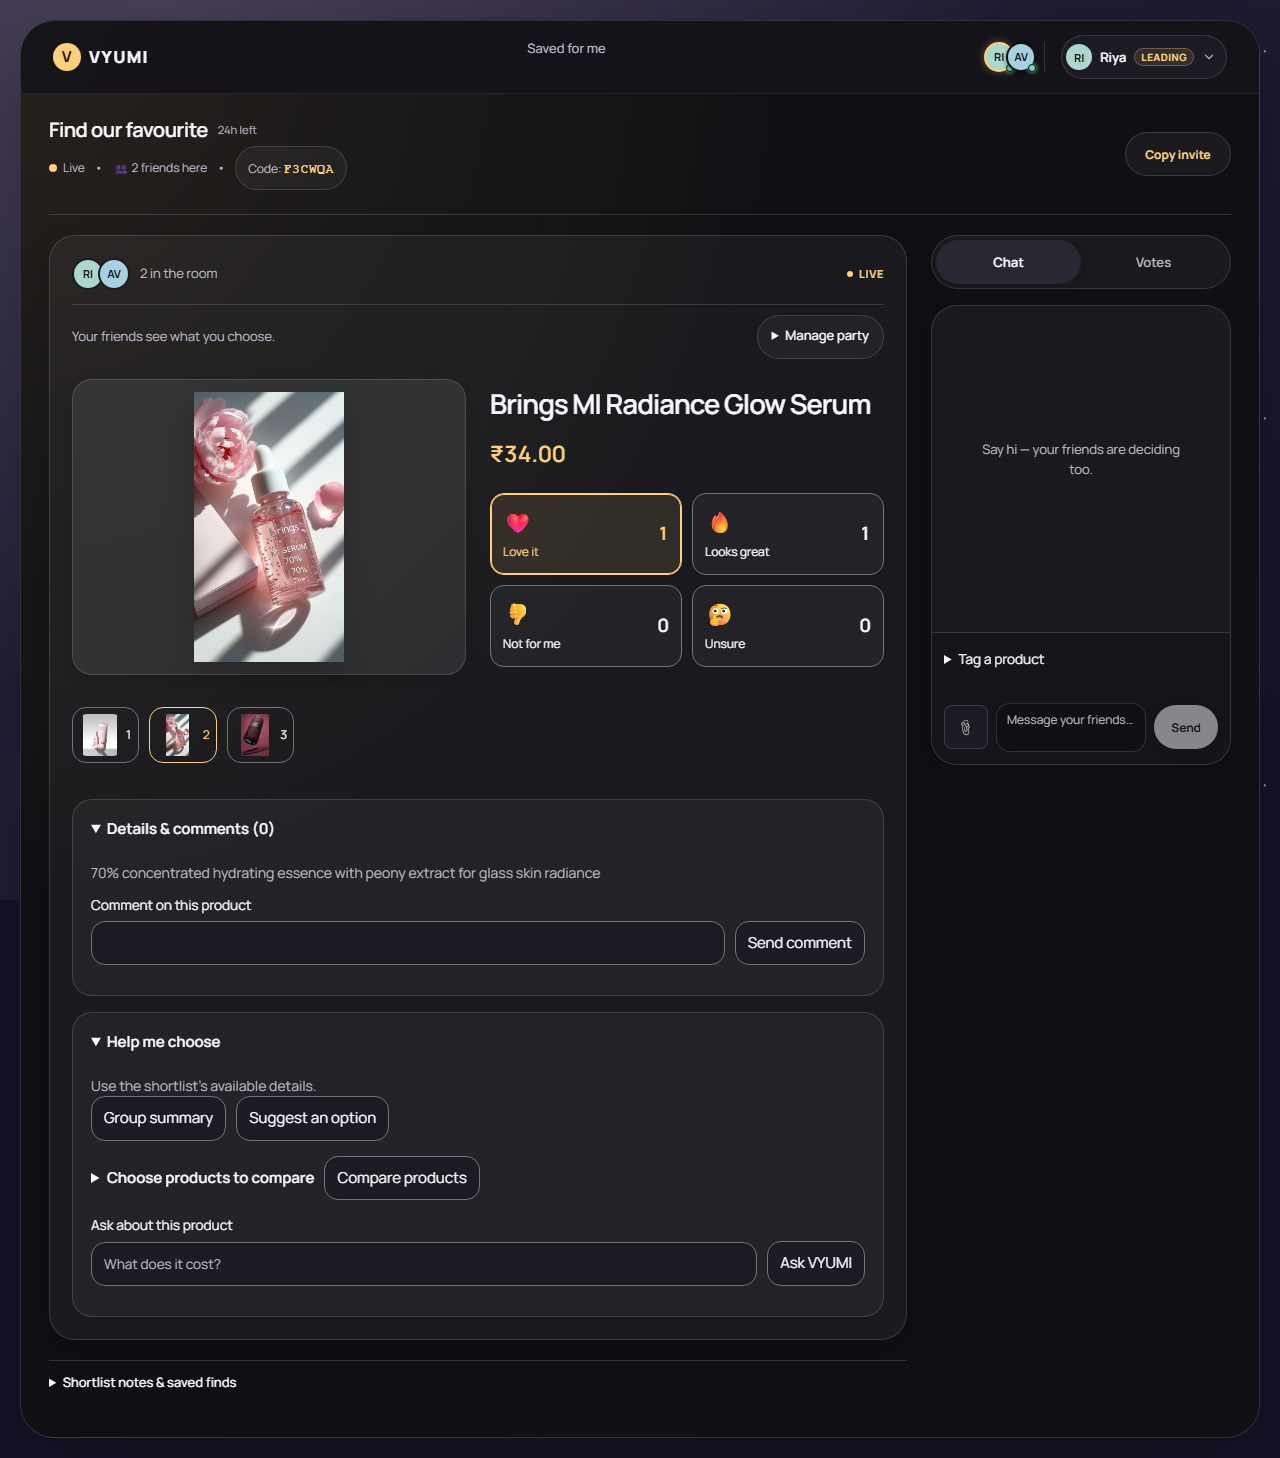 V VYUMI
Saved for me
RI AV
RI Riya LEADING
Find our favourite 24h left
Live • 2 friends here • Code: F3CWQA
Copy invite
RI AV 2 in the room
LIVE
Your friends see what you choose.
Manage party
Brings MI Radiance Glow Serum
₹34.00
Love it 1
Looks great 1
Not for me 0
Unsure 0
brings
SERUM
70%
70%
1
2
3
Details & comments (0)
70% concentrated hydrating essence with peony extract for glass skin radiance
Comment on this product
Send comment
Help me choose
Use the shortlist's available details.
Group summary Suggest an option
Choose products to compare Compare products
Ask about this product
What does it cost? Ask VYUMI
Shortlist notes & saved finds
Chat Votes
Say hi — your friends are deciding
too.
Tag a product
Message your friends... Send